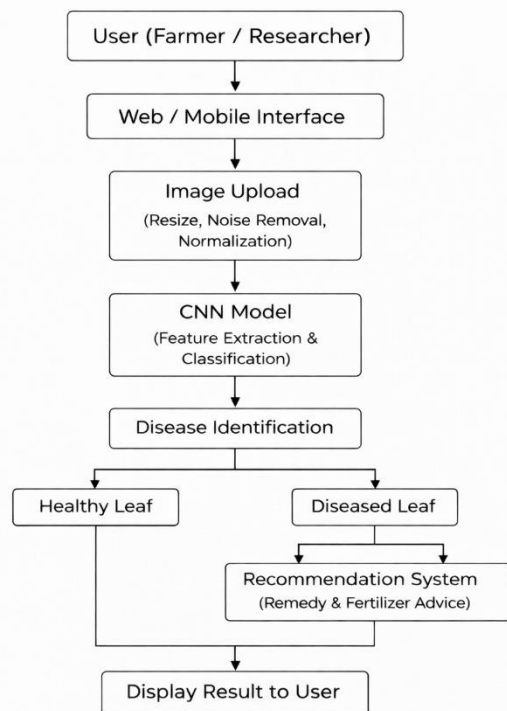 User (Farmer / Researcher)
Web / Mobile Interface
Image Upload
(Resize, Noise Removal,
Normalization)
CNN Model
(Feature Extraction &
Classification)
Disease Identification
Healthy Leaf
Diseased Leaf
Recommendation System
(Remedy & Fertilizer Advice)
Display Result to User